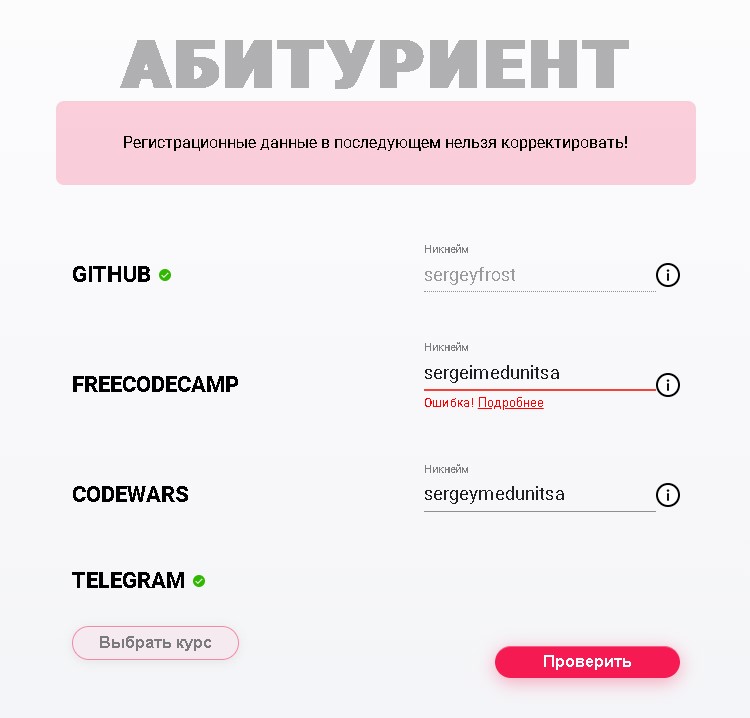 АБИТУРИЕНТ
Регистрационные данные в последующем нельзя корректировать!
Никнейм
GITHUB sergeyfrost
Никнейм
FREECODECAMP sergeimedunitsa
Ошибка! Подробнее
Никнейм
CODEWARS sergeymedunitsa
TELEGRAM
Выбрать курс
Проверить